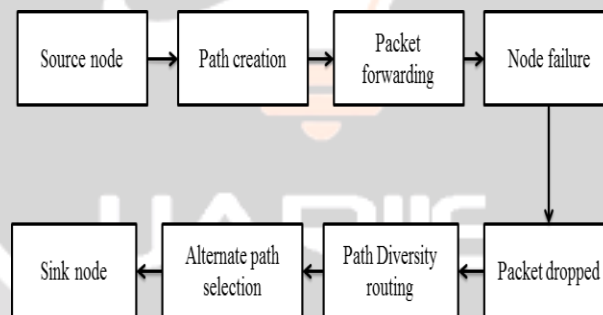 Source node
Path creation
Packet
forwarding
Node failure
Sink node
Alternate path
selection
Path Diversity
routing
Packet dropped